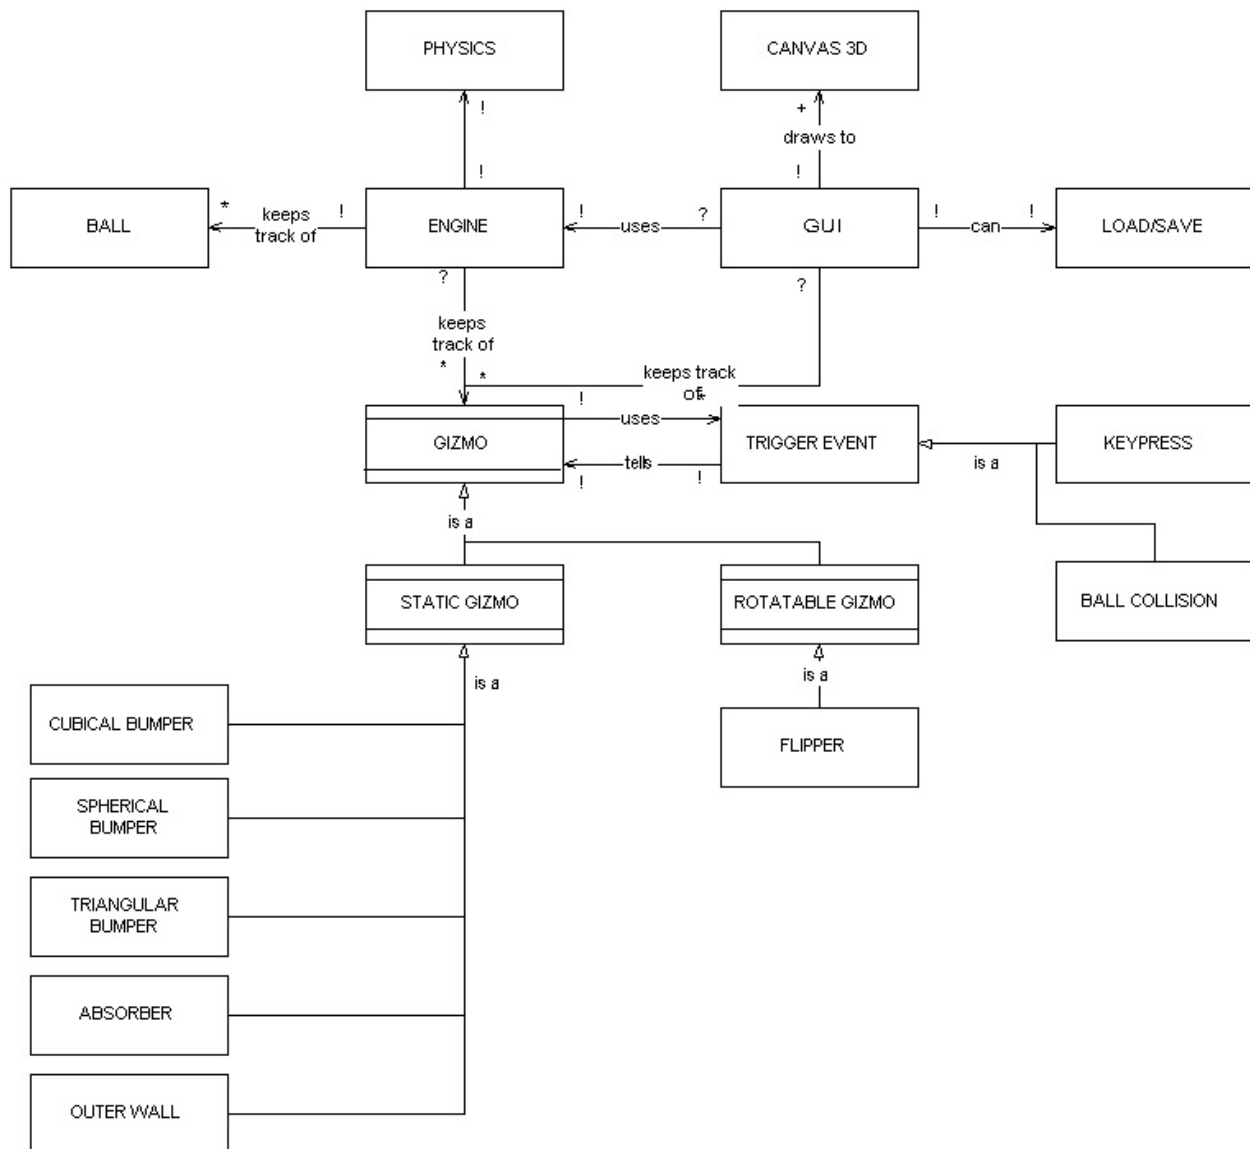 PHYSICS
CANVAS 3D
!
+
draws to
!
!
*
keeps
track of
!
!
uses
?
!
can
!
BALL
ENGINE
GUI
LOAD/SAVE
?
?
keeps
track of
*
*
keeps track
of
*
!
uses
GIZMO
TRIGGER EVENT
KEYPRESS
tells
!
!
is a
is a
STATIC GIZMO
ROTATABLE GIZMO
BALL COLLISION
is a
is a
CUBICAL BUMPER
FLIPPER
SPHERICAL
BUMPER
TRIANGULAR
BUMPER
ABSORBER
OUTER WALL